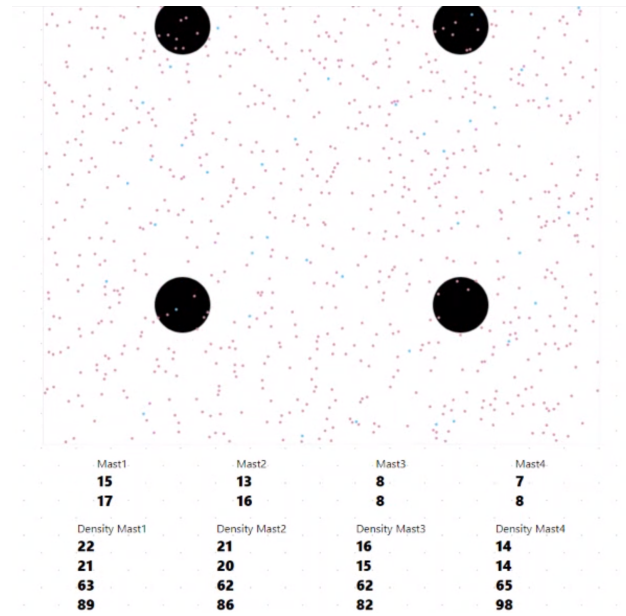 Mast1 Mast2 Mast3 Mast4
15 13 8 7
17 16 8 8
Density Mast1 Density Mast2 Density Mast3 Density Mast4
22 21 16 14
21 20 15 14
63 62 62 65
89 86 82 98